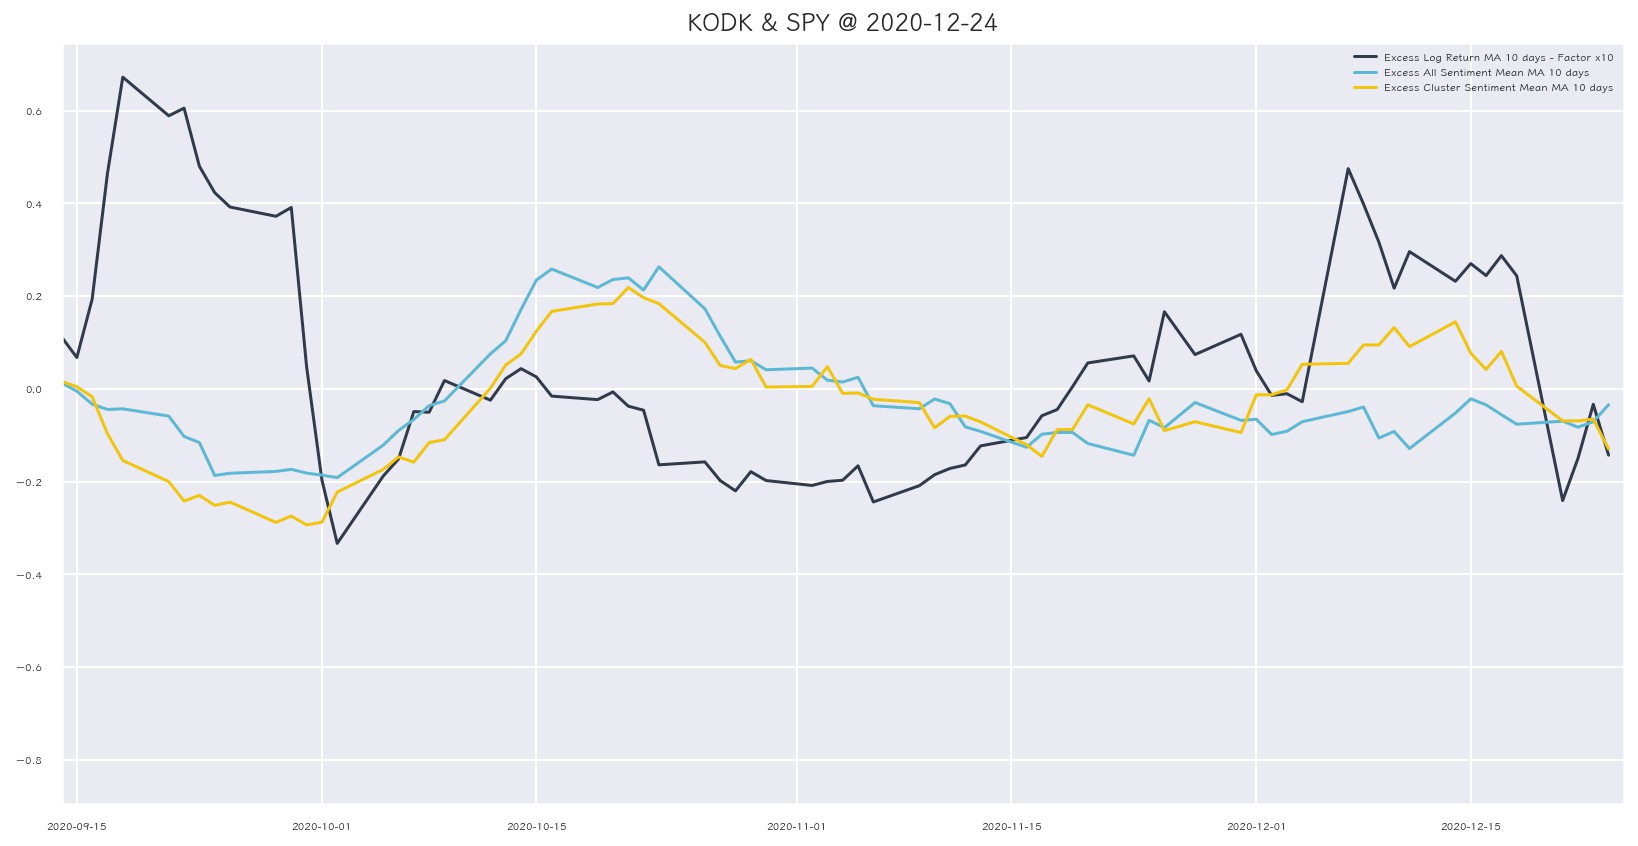 KODK & SPY @ 2020-12-24
Excess Log Return MA 10 days - Factor x10
Excess All Sentiment Mean MA 10 days
Excess Cluster Sentiment Mean MA 10 days
0.6
0.4
0.2
0.0
−0.2
−0.4
−0.6
−0.8
2020-09-15 2020-10-01 2020-10-15 2020-11-01 2020-11-15 2020-12-01 2020-12-15